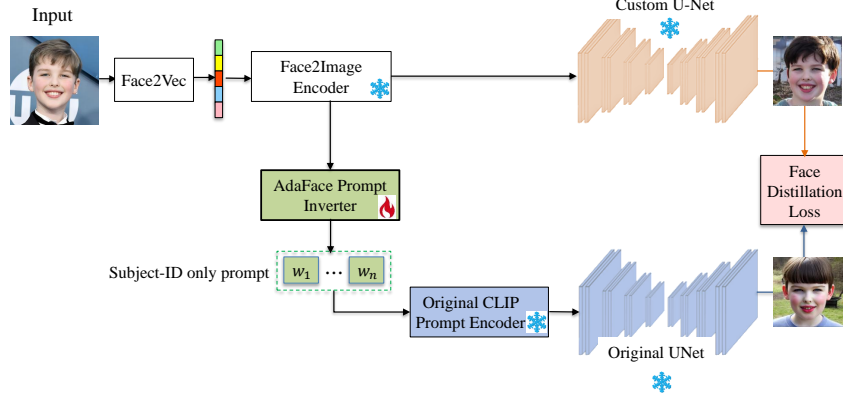 Input
Custom U-Net
Face2Vec
Face2Image
Encoder
AdaFace Prompt
Inverter
Face
Distillation
Loss
Subject-ID only prompt
w₁ ··· wₙ
Original CLIP
Prompt Encoder
Original UNet